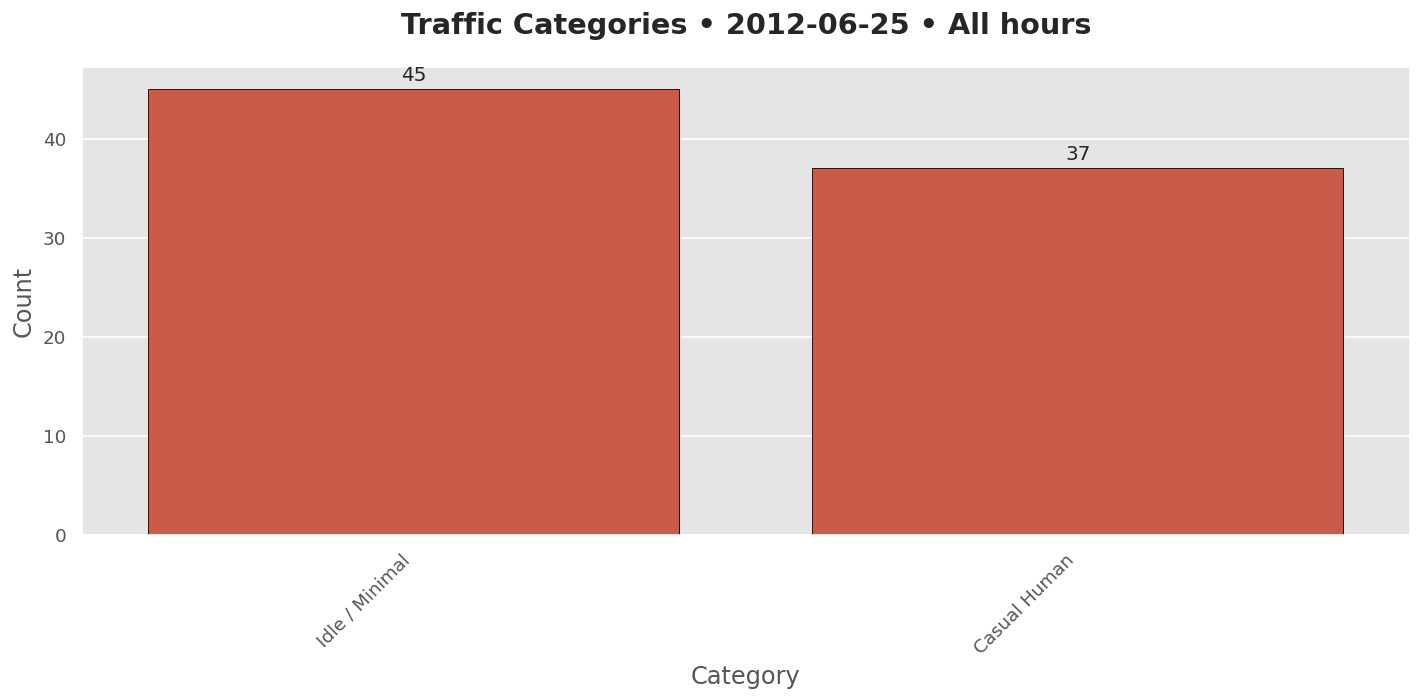 Traffic Categories • 2012-06-25 • All hours
45
37
40
30
20
10
0
Count
Idle / Minimal
Casual Human
Category